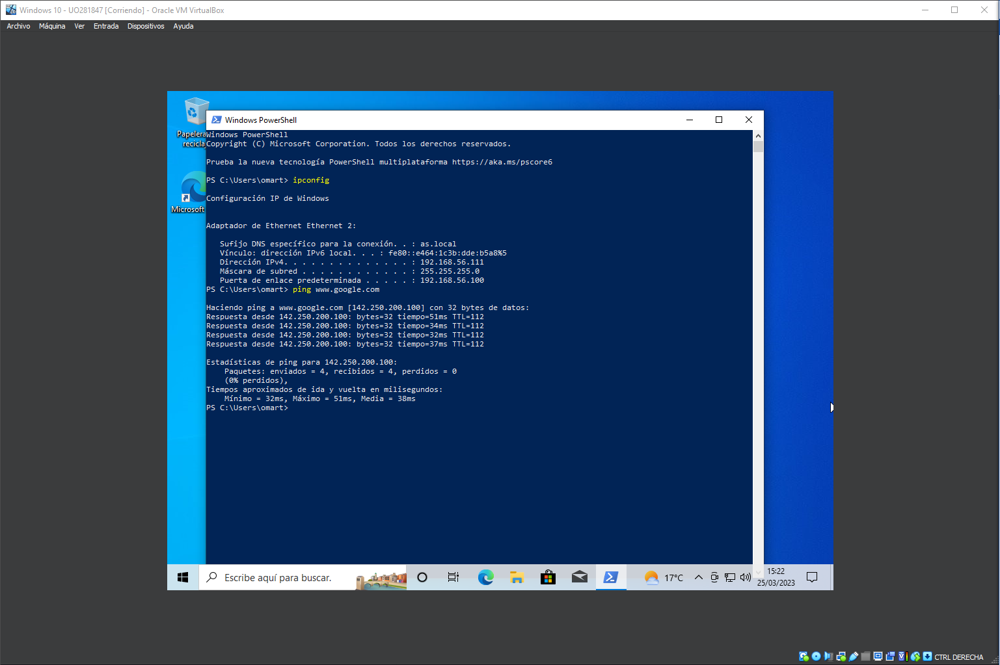 Windows 10 - UO281847 [Corriendo] - Oracle VM VirtualBox
Archivo Máquina Ver Entrada Dispositivos Ayuda
Papelera
recicla
Microsoft
Windows PowerShell
Windows PowerShell
Copyright (C) Microsoft Corporation. Todos los derechos reservados.
Prueba la nueva tecnología PowerShell multiplataforma https://aka.ms/pscore6
PS C:\Users\omart> ipconfig
Configuración IP de Windows
Adaptador de Ethernet Ethernet 2:
Sufijo DNS específico para la conexión. . : as.local
Vínculo: dirección IPv6 local. . . : fe80::e464:1c3b:dde:b5a8%5
Dirección IPv4. . . . . . . . . . . . . . : 192.168.56.111
Máscara de subred . . . . . . . . . . . . : 255.255.255.0
Puerta de enlace predeterminada . . . . . : 192.168.56.100
PS C:\Users\omart> ping www.google.com
Haciendo ping a www.google.com [142.250.200.100] con 32 bytes de datos:
Respuesta desde 142.250.200.100: bytes=32 tiempo=51ms TTL=112
Respuesta desde 142.250.200.100: bytes=32 tiempo=34ms TTL=112
Respuesta desde 142.250.200.100: bytes=32 tiempo=32ms TTL=112
Respuesta desde 142.250.200.100: bytes=32 tiempo=37ms TTL=112
Estadísticas de ping para 142.250.200.100:
Paquetes: enviados = 4, recibidos = 4, perdidos = 0
(0% perdidos),
Tiempos aproximados de ida y vuelta en milisegundos:
Mínimo = 32ms, Máximo = 51ms, Media = 38ms
PS C:\Users\omart>
Escribe aquí para buscar.
17°C
15:22
25/03/2023
CTRL DERECHA